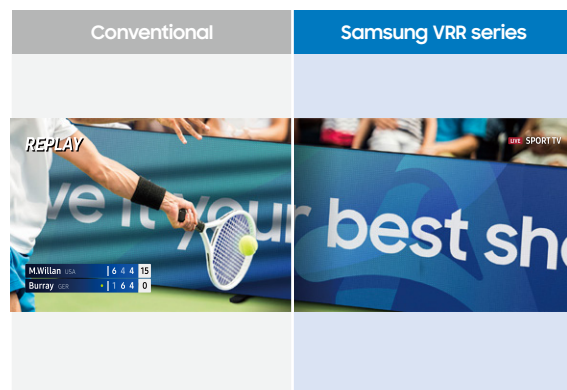 Conventional
Samsung VRR series
REPLAY
LIVE SPORT TV
ve it your best sho
M.Willan USA 6 4 4 15
Burray GER 1 6 4 0